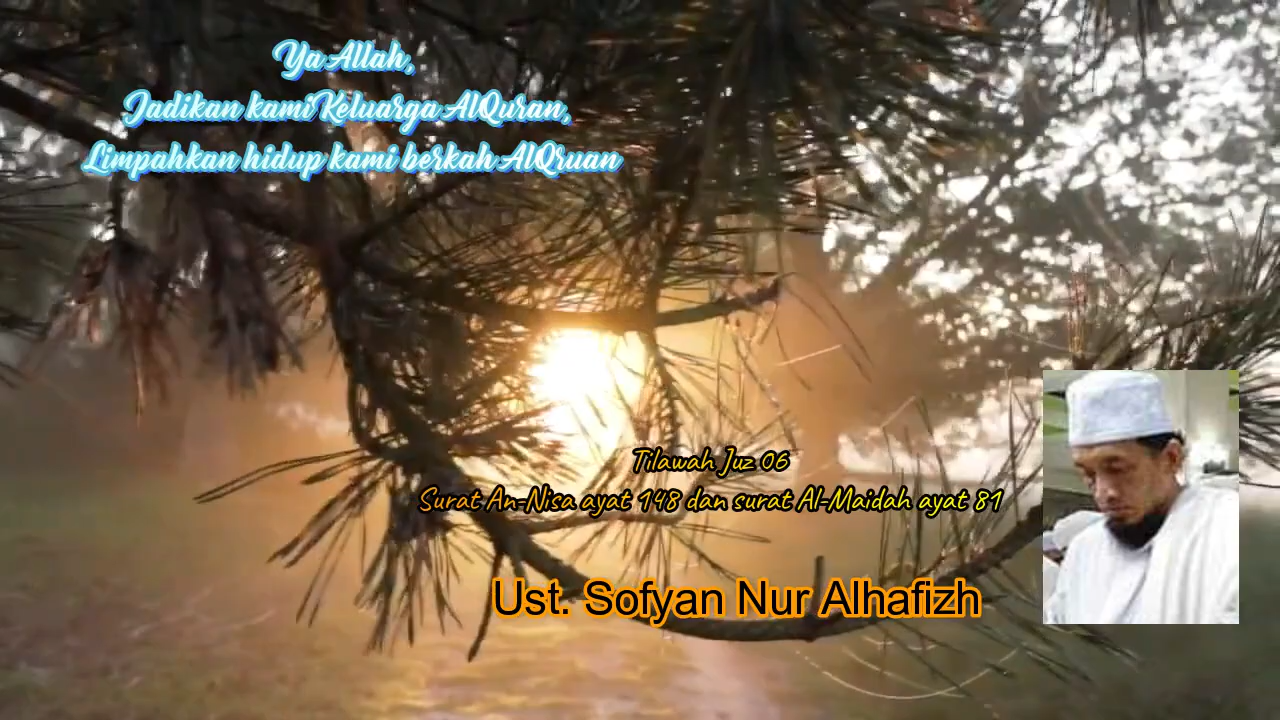 Ya Allah,
Jadikan kami Keluarga AlQuran,
Limpahkan hidup kami berkah AlQruan
Tilawah Juz 06
Surat An-Nisa ayat 148 dan surat Al-Maidah ayat 81
Ust. Sofyan Nur Alhafizh